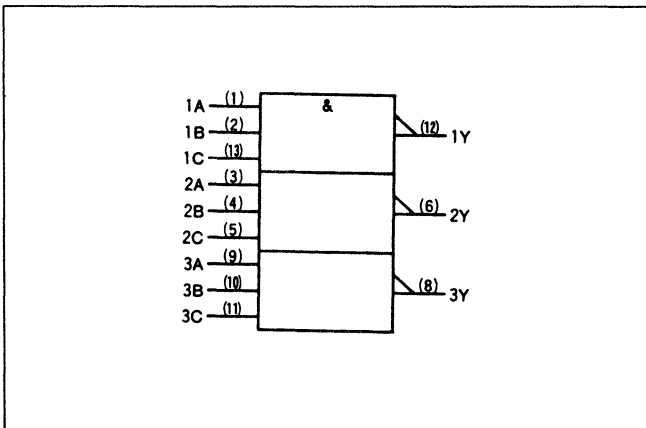 &
1A (1)
1B (2)
1C (13)
(12) 1Y
2A (3)
2B (4)
2C (5)
(6) 2Y
3A (9)
3B (10)
3C (11)
(8) 3Y